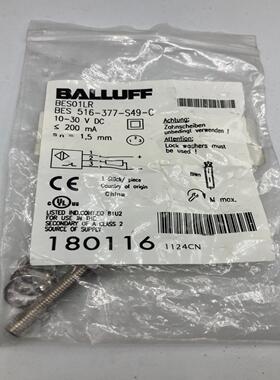 BALLUFF
BES01LR
BES 516-377-S49-C
10-30 V DC
≤ 200 mA
sn = 1,5 mm
Achtung:
Zahnscheiben
unbedingt verwenden!
Attention:
Lock washers must
be used!
1 Stück/ piece
Country of origin
China
M max.
LISTED IND.CONT.EQ 81U2
FOR USE IN THE
SECONDARY OF A CLASS 2
SOURCE OF SUPPLY
180116
1124CN